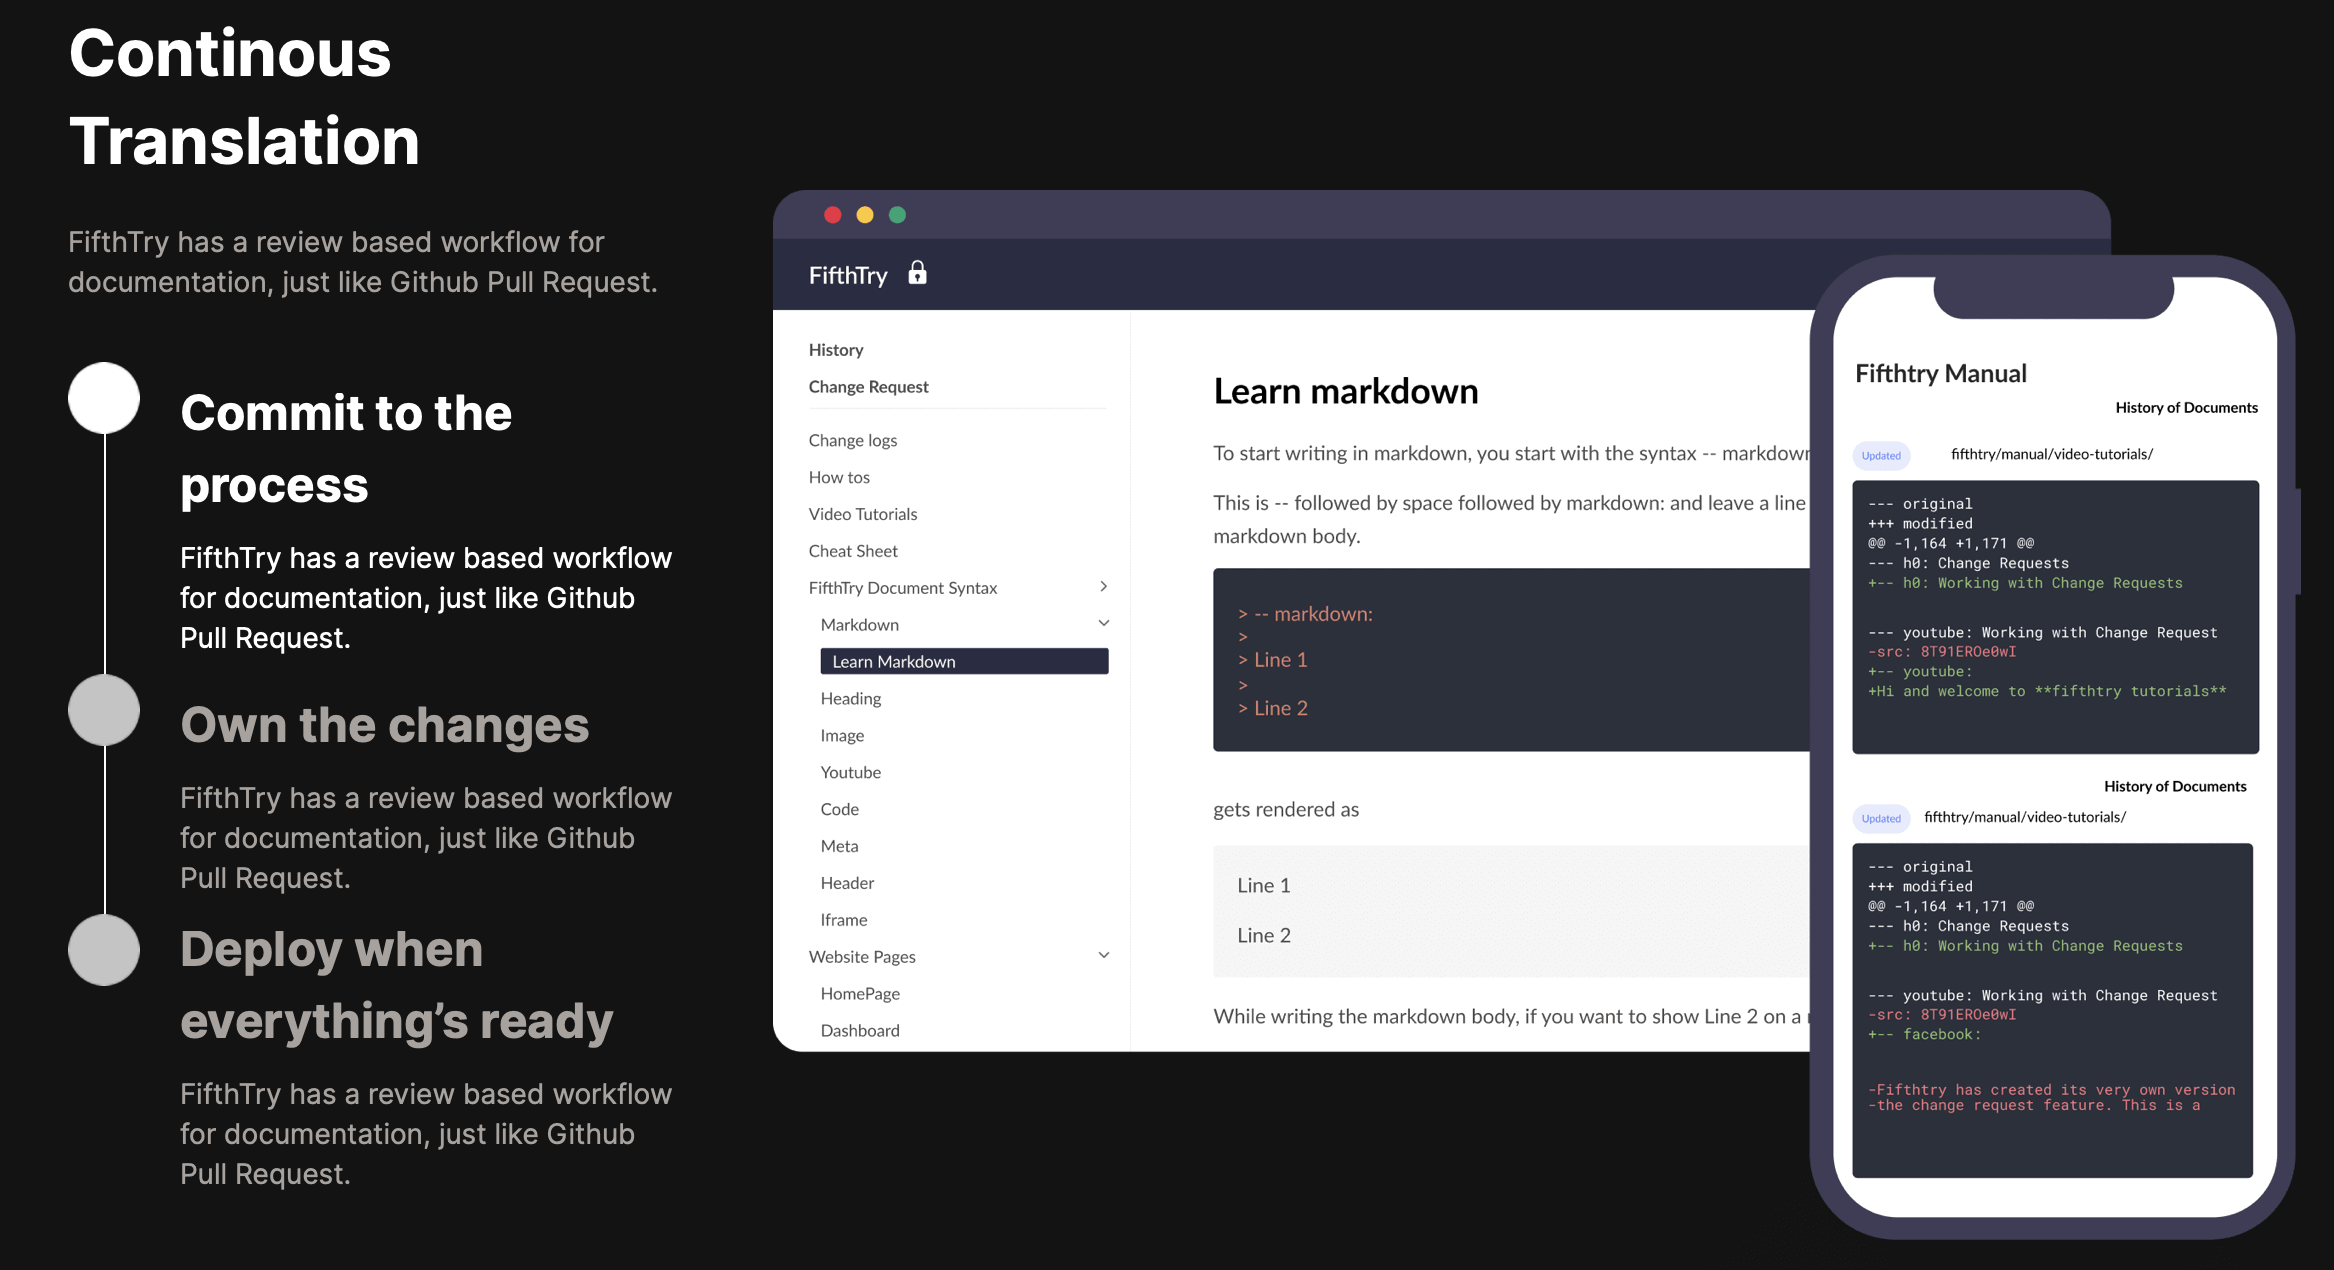 Continous
Translation
FifthTry has a review based workflow for
documentation, just like Github Pull Request.
Commit to the
process
FifthTry has a review based workflow
for documentation, just like Github
Pull Request.
Own the changes
FifthTry has a review based workflow
for documentation, just like Github
Pull Request.
Deploy when
everything’s ready
FifthTry has a review based workflow
for documentation, just like Github
Pull Request.
FifthTry
History
Change Request
Change logs
How tos
Video Tutorials
Cheat Sheet
FifthTry Document Syntax
Markdown
Learn Markdown
Heading
Image
Youtube
Code
Meta
Header
Iframe
Website Pages
HomePage
Dashboard
Learn markdown
To start writing in markdown, you start with the syntax -- markdown
This is -- followed by space followed by markdown: and leave a line
markdown body.
> -- markdown:
>
> Line 1
>
> Line 2
gets rendered as
Line 1
Line 2
While writing the markdown body, if you want to show Line 2 on a
Fifthtry Manual
History of Documents
Updated fifthtry/manual/video-tutorials/
--- original
+++ modified
@@ -1,164 +1,171 @@
--- h0: Change Requests
+-- h0: Working with Change Requests
--- youtube: Working with Change Request
-src: 8T91EROe0wI
+-- youtube:
+Hi and welcome to **fifthtry tutorials**
History of Documents
Updated fifthtry/manual/video-tutorials/
--- original
+++ modified
@@ -1,164 +1,171 @@
--- h0: Change Requests
+-- h0: Working with Change Requests
--- youtube: Working with Change Request
-src: 8T91EROe0wI
+-- facebook:
-Fifthtry has created its very own version
-the change request feature. This is a